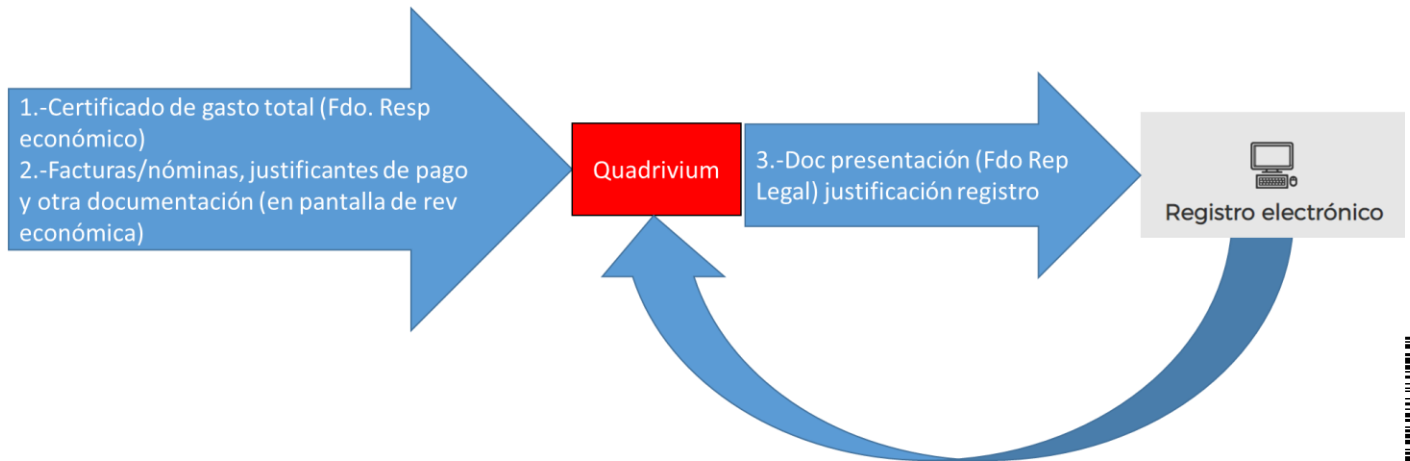 1.-Certificado de gasto total (Fdo. Resp
económico)
2.-Facturas/nóminas, justificantes de pago
y otra documentación (en pantalla de rev
económica)
Quadrivium
3.-Doc presentación (Fdo Rep
Legal) justificación registro
Registro electrónico